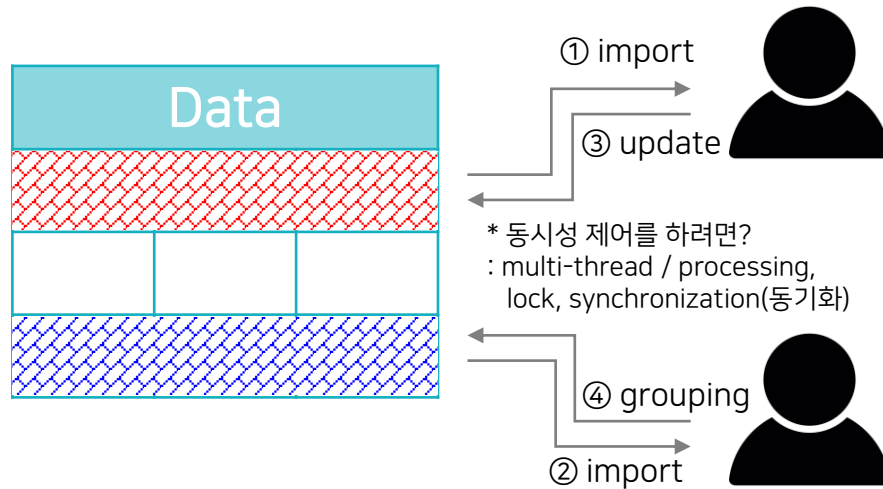 Data
① import
③ update
* 동시성 제어를 하려면?
: multi-thread / processing,
lock, synchronization(동기화)
④ grouping
② import